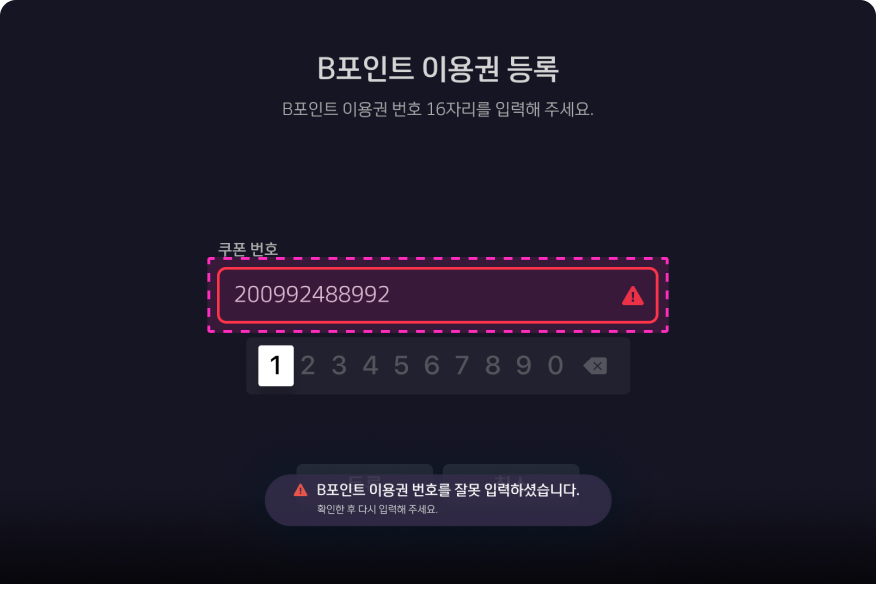 B포인트 이용권 등록
B포인트 이용권 번호 16자리를 입력해 주세요.
쿠폰 번호
200992488992
1 2 3 4 5 6 7 8 9 0
B포인트 이용권 번호를 잘못 입력하셨습니다.
확인한 후 다시 입력해 주세요.